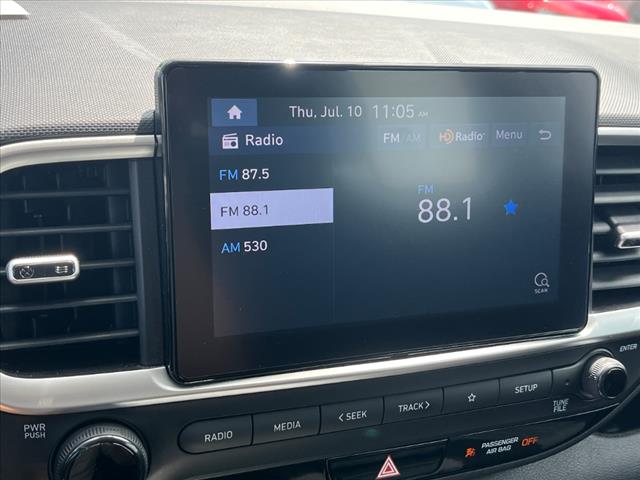 Thu, Jul. 10 11:05 AM
Radio FM/AM HD Radio Menu
FM 87.5
FM 88.1
AM 530
FM
88.1
SCAN
PWR
PUSH
RADIO
MEDIA
< SEEK
TRACK >
SETUP
ENTER
TUNE
FILE
PASSENGER
AIR BAG
OFF